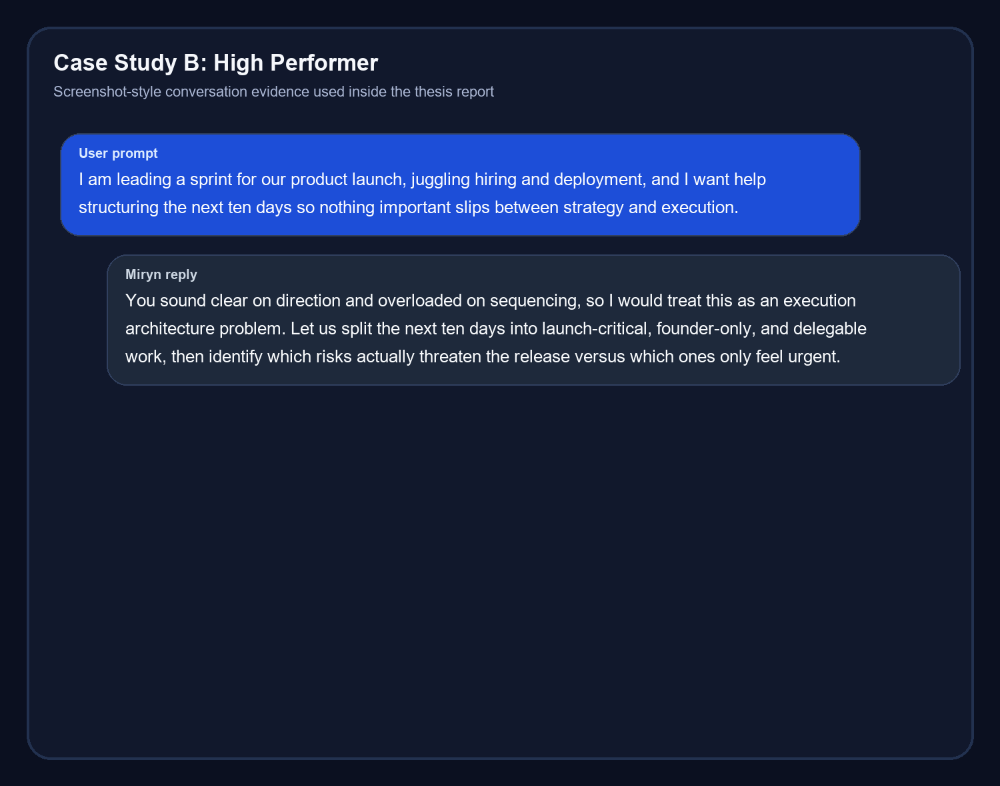 Case Study B: High Performer
Screenshot-style conversation evidence used inside the thesis report
User prompt
I am leading a sprint for our product launch, juggling hiring and deployment, and I want help
structuring the next ten days so nothing important slips between strategy and execution.
Miryn reply
You sound clear on direction and overloaded on sequencing, so I would treat this as an execution
architecture problem. Let us split the next ten days into launch-critical, founder-only, and delegable
work, then identify which risks actually threaten the release versus which ones only feel urgent.